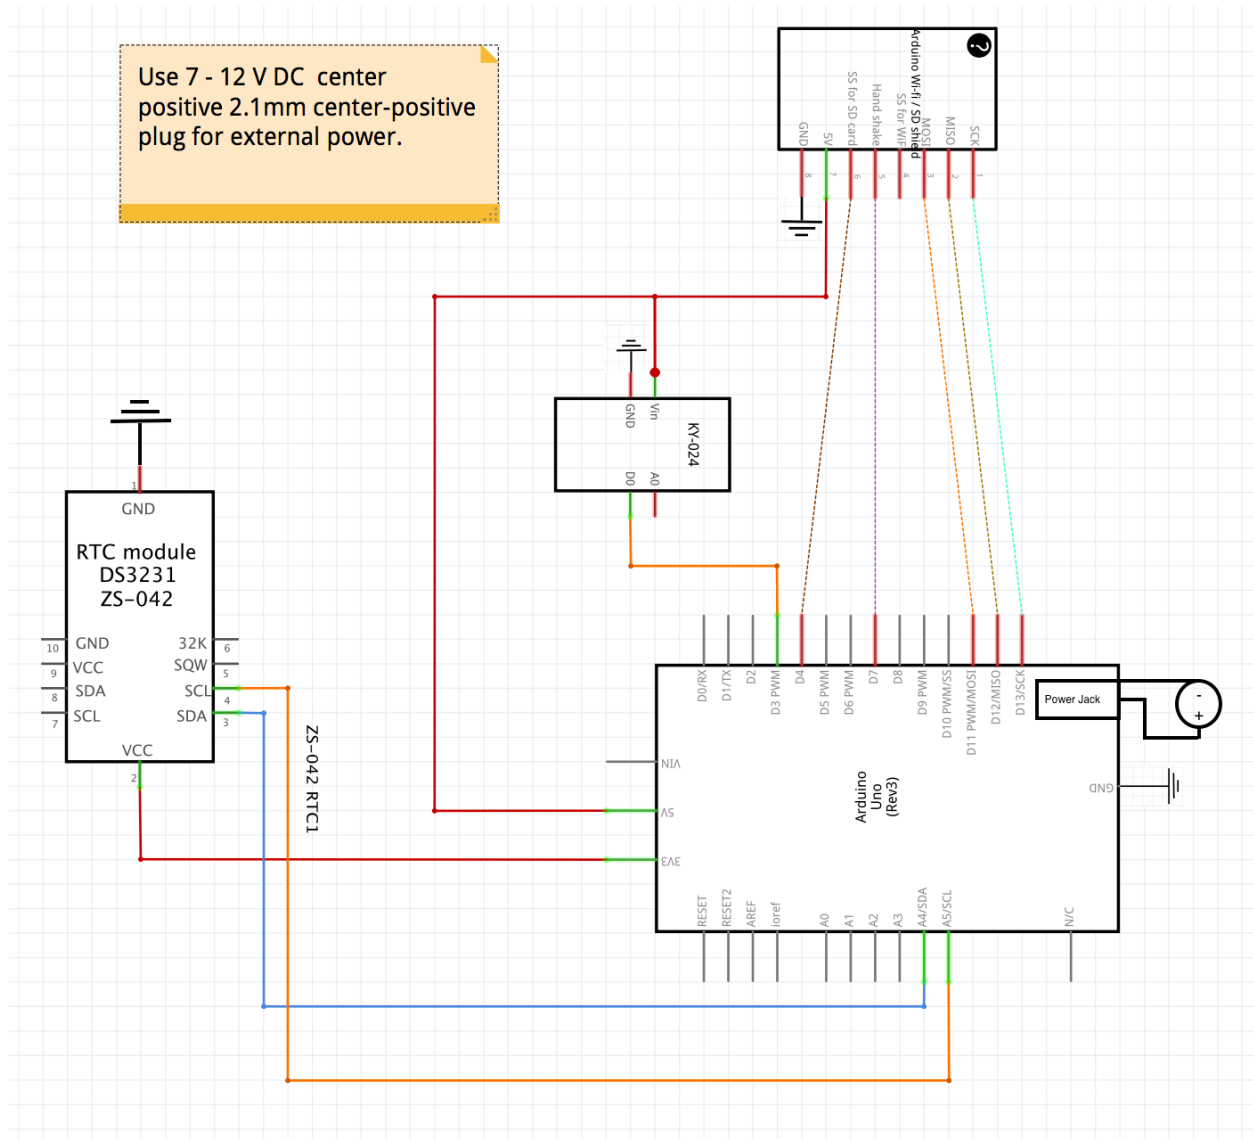 Use 7 - 12 V DC  center
positive 2.1mm center-positive
plug for external power.
?
Arduino Wi-fi / SD shield
GND
5V
SS for SD card
Hand shake
SS for WiF
MOSI
MISO
SCK
8
7
6
5
4
3
2
1
GND
Vin
KY-024
D0
A0
1
GND
RTC module
DS3231
ZS-042
10
GND
32K
6
9
VCC
SQW
5
8
SDA
SCL
4
7
SCL
SDA
3
VCC
2
ZS-042 RTC1
D0/RX
D1/TX
D2
D3 PWM
D4
D5 PWM
D6 PWM
D7
D8
D9 PWM
D10 PWM/SS
D11 PWM/MOSI
D12/MISO
D13/SCK
Power Jack
-
+
VIN
5V
3V3
Arduino
Uno
(Rev3)
GND
RESET
RESET2
AREF
ioref
A0
A1
A2
A3
A4/SDA
A5/SCL
N/C